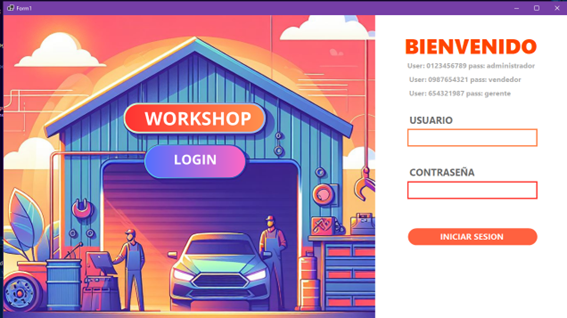 Form1
WORKSHOP
LOGIN
BIENVENIDO
User: 0123456789 pass: administrador
User: 0987654321 pass: vendedor
User: 654321987 pass: gerente
USUARIO
CONTRASEÑA
INICIAR SESION